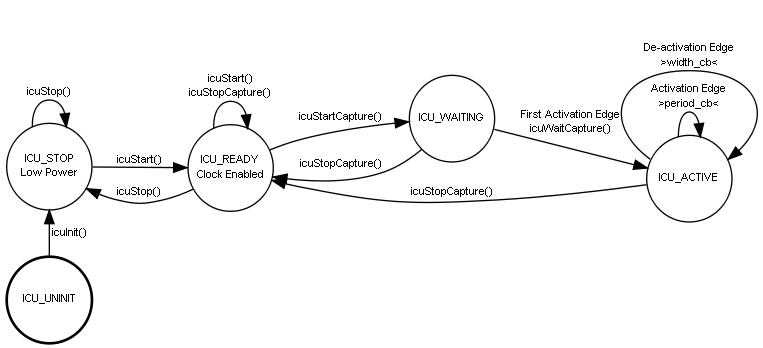 De-activation Edge
>width_cb<
icuStop()
icuStart()
icuStopCapture()
Activation Edge
>period_cb<
icuStartCapture()
ICU_WAITING
First Activation Edge
icuWaitCapture()
ICU_STOP
Low Power
icuStart()
ICU_READY
Clock Enabled
icuStopCapture()
ICU_ACTIVE
icuStop()
icuStopCapture()
icuInit()
ICU_UNINIT